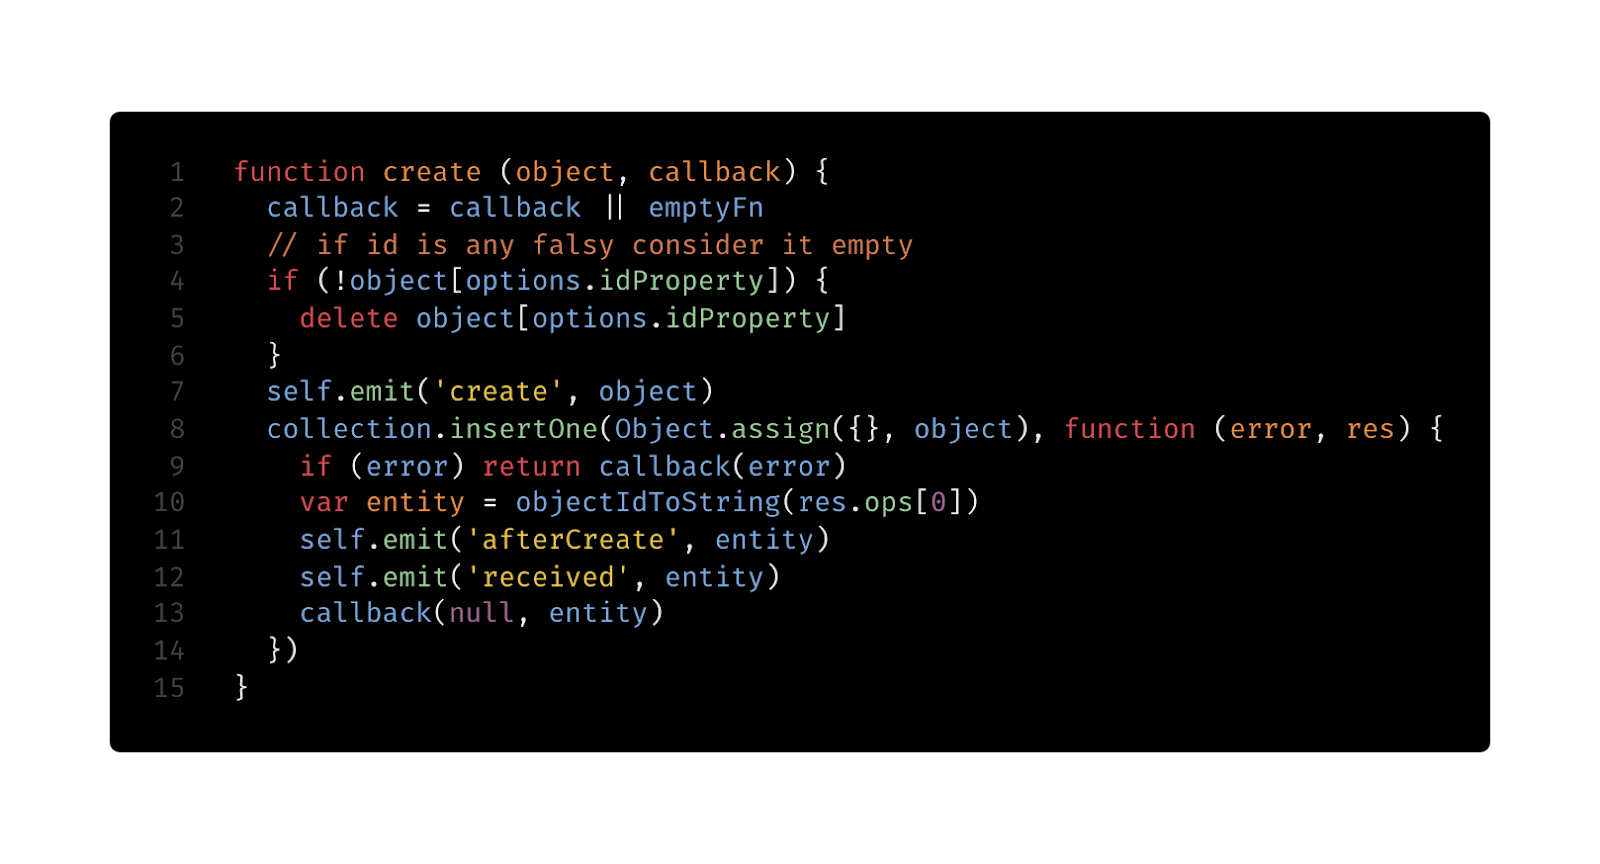 1 function create (object, callback) {
2 callback = callback || emptyFn
3 // if id is any falsy consider it empty
4 if (!object[options.idProperty]) {
5 delete object[options.idProperty]
6 }
7 self.emit('create', object)
8 collection.insertOne(Object.assign({}, object), function (error, res) {
9 if (error) return callback(error)
10 var entity = objectIdToString(res.ops[0])
11 self.emit('afterCreate', entity)
12 self.emit('received', entity)
13 callback(null, entity)
14 })
15 }